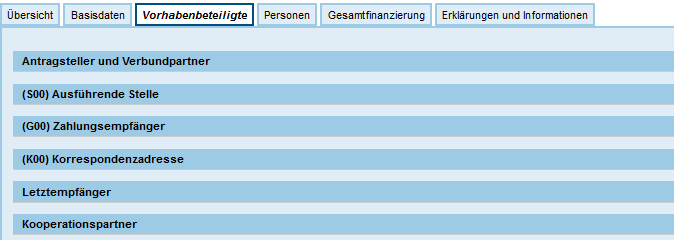 Übersicht Basisdaten Vorhabenbeteiligte Personen Gesamtfinanzierung Erklärungen und Informationen
Antragsteller und Verbundpartner
(S00) Ausführende Stelle
(G00) Zahlungsempfänger
(K00) Korrespondenzadresse
Letztempfänger
Kooperationspartner